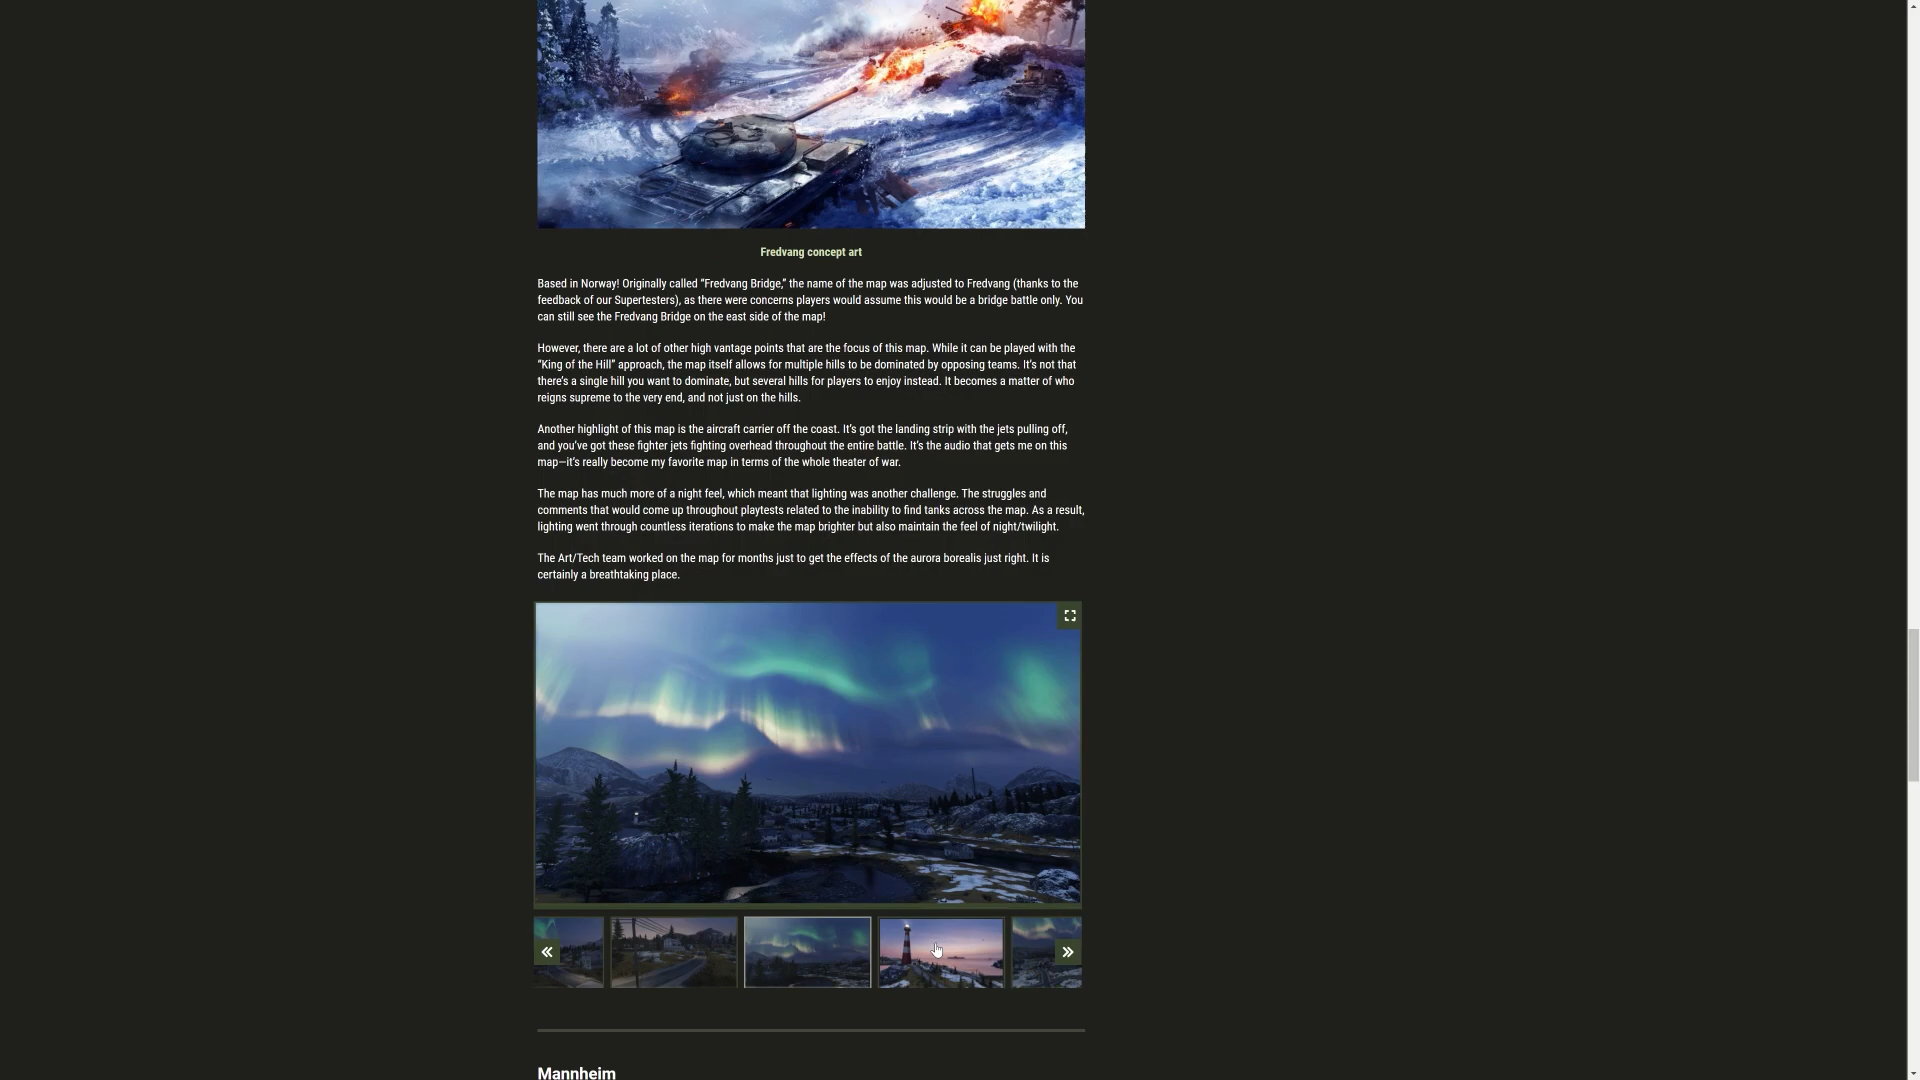 Fredvang concept art
Based in Norway! Originally called “Fredvang Bridge,” the name of the map was adjusted to Fredvang (thanks to the
feedback of our Supertesters), as there were concerns players would assume this would be a bridge battle only. You
can still see the Fredvang Bridge on the east side of the map!
However, there are a lot of other high vantage points that are the focus of this map. While it can be played with the
“King of the Hill” approach, the map itself allows for multiple hills to be dominated by opposing teams. It’s not that
there’s a single hill you want to dominate, but several hills for players to enjoy instead. It becomes a matter of who
reigns supreme to the very end, and not just on the hills.
Another highlight of this map is the aircraft carrier off the coast. It’s got the landing strip with the jets pulling off,
and you’ve got these fighter jets fighting overhead throughout the entire battle. It’s the audio that gets me on this
map—it’s really become my favorite map in terms of the whole theater of war.
The map has much more of a night feel, which meant that lighting was another challenge. The struggles and
comments that would come up throughout playtests related to the inability to find tanks across the map. As a result,
lighting went through countless iterations to make the map brighter but also maintain the feel of night/twilight.
The Art/Tech team worked on the map for months just to get the effects of the aurora borealis just right. It is
certainly a breathtaking place.
Mannheim